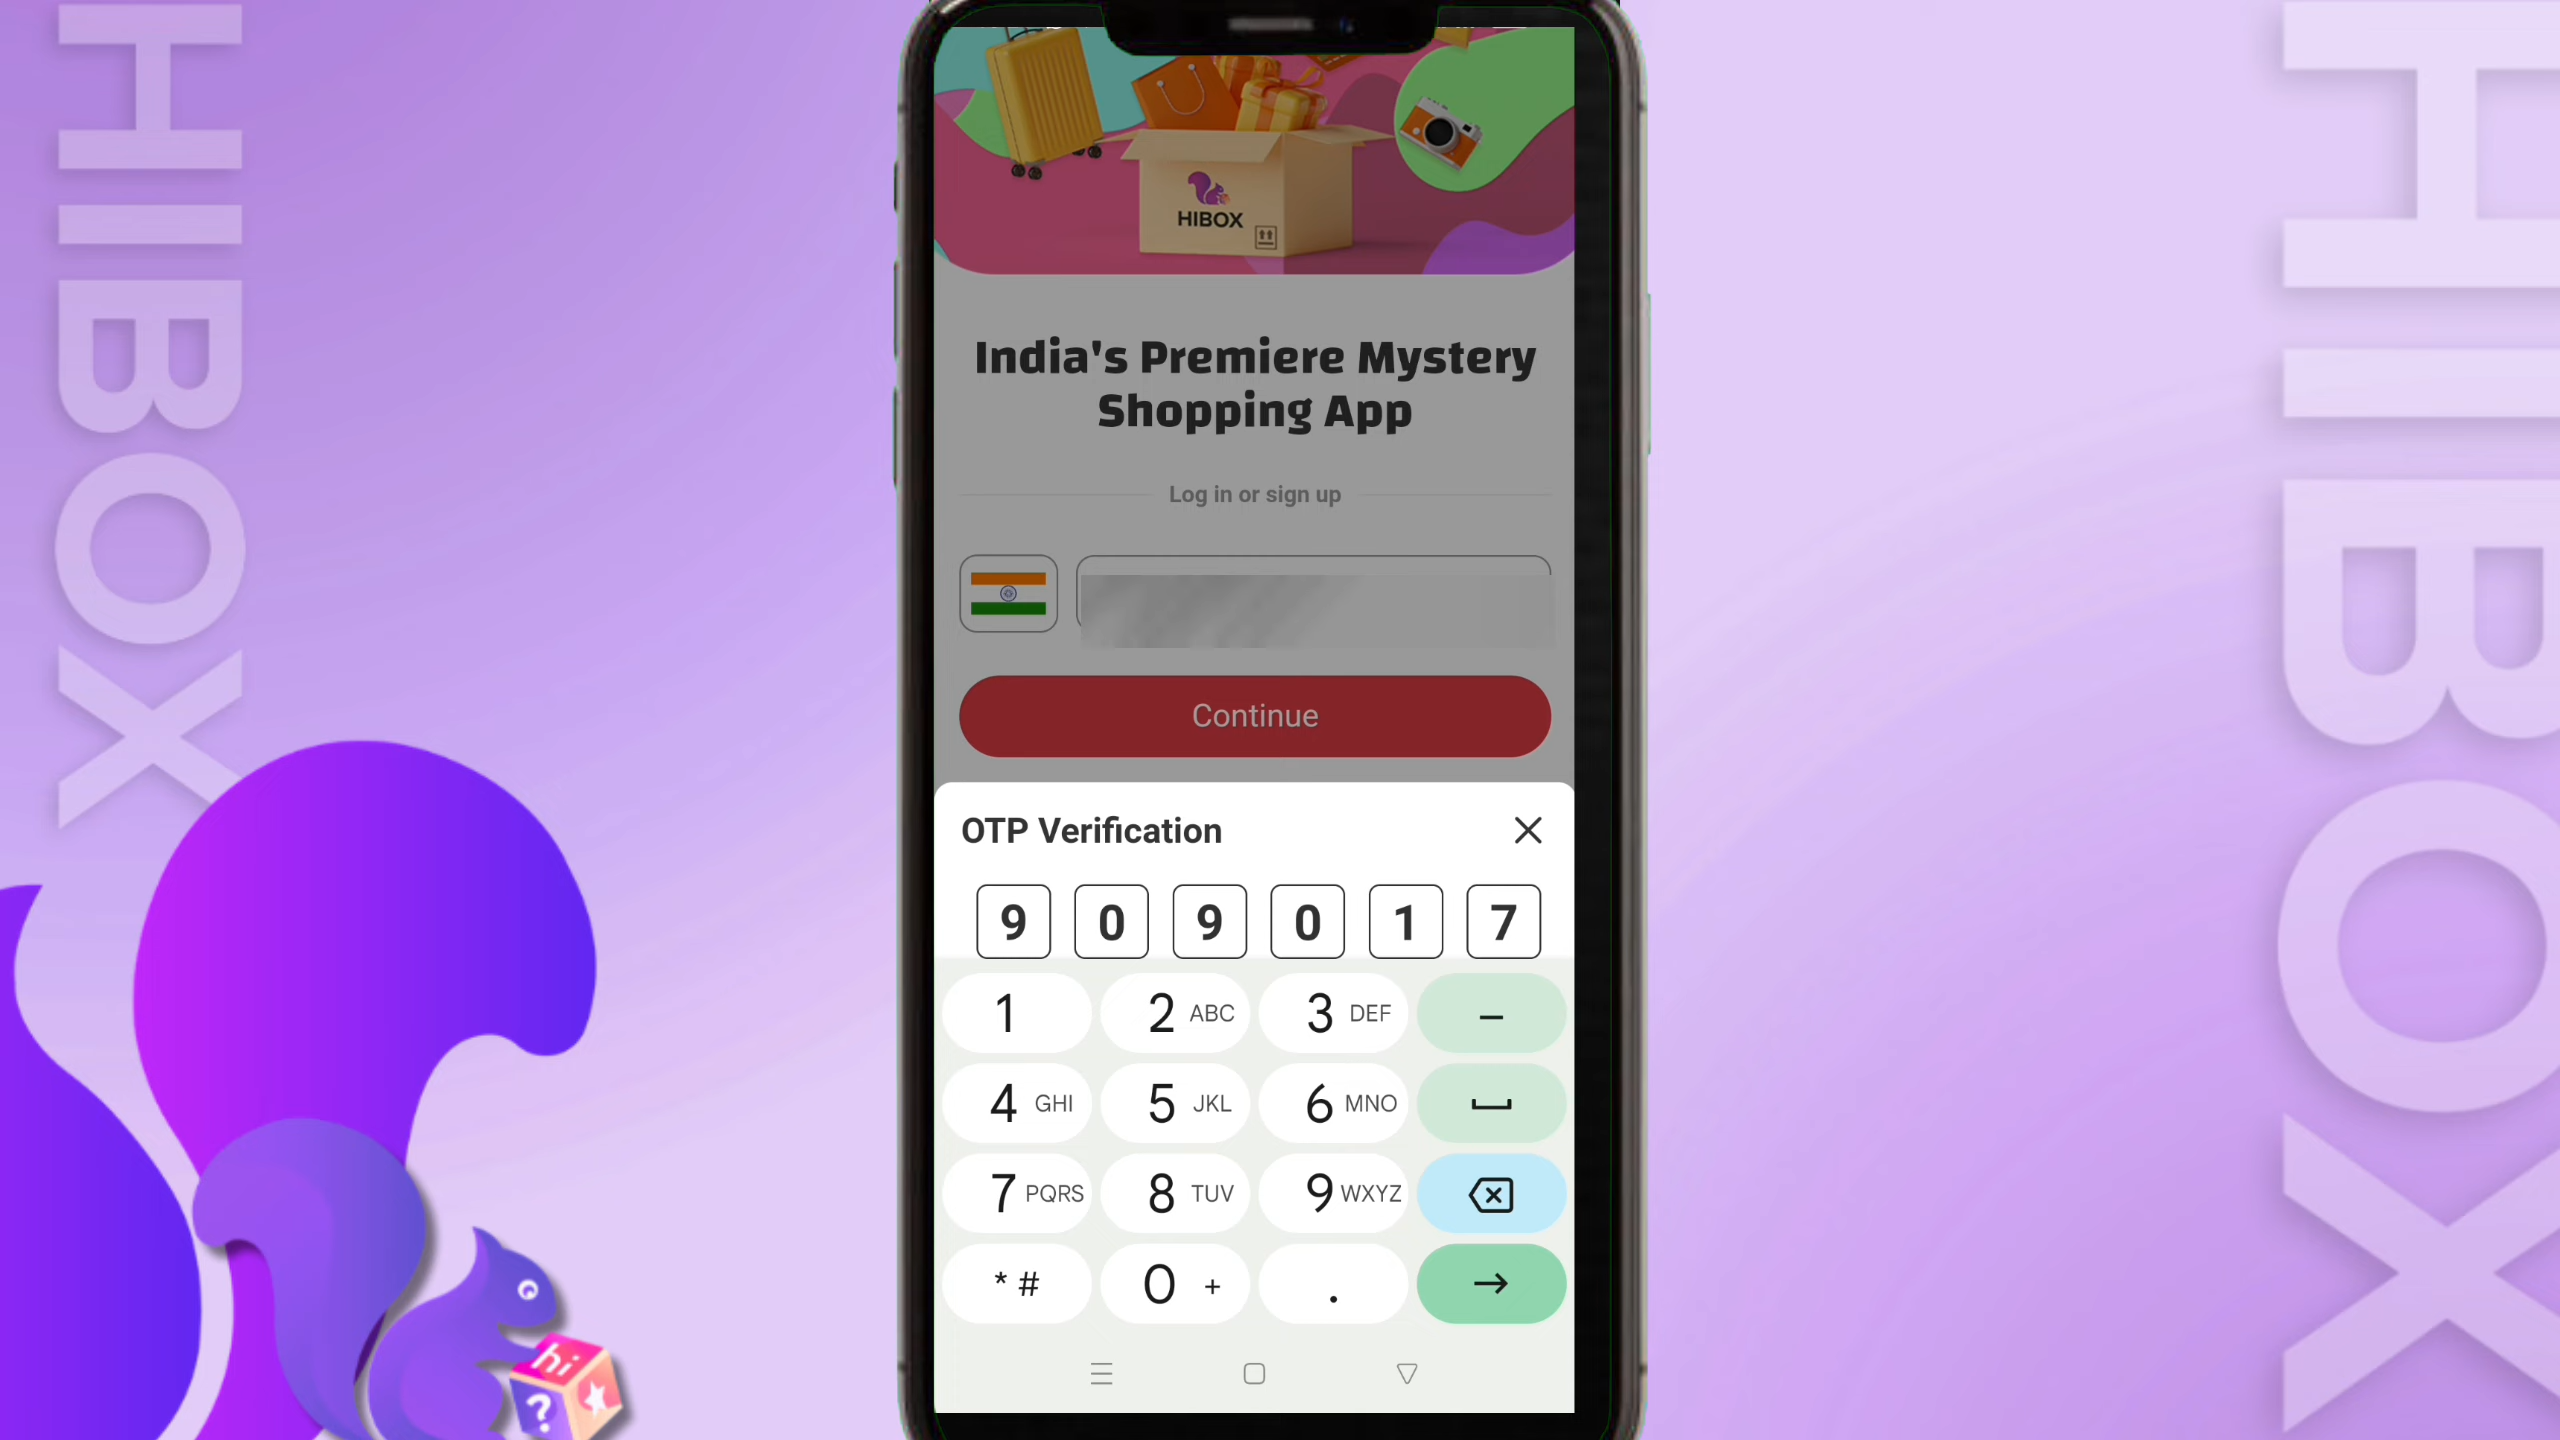 HIBOX
HIBOX
HIBOX
India's Premiere Mystery
Shopping App
Log in or sign up
Continue
OTP Verification
9 0 9 0 1 7
1 2 ABC 3 DEF –
4 GHI 5 JKL 6 MNO
7 PQRS 8 TUV 9 WXYZ
* # 0 + .
hi
?